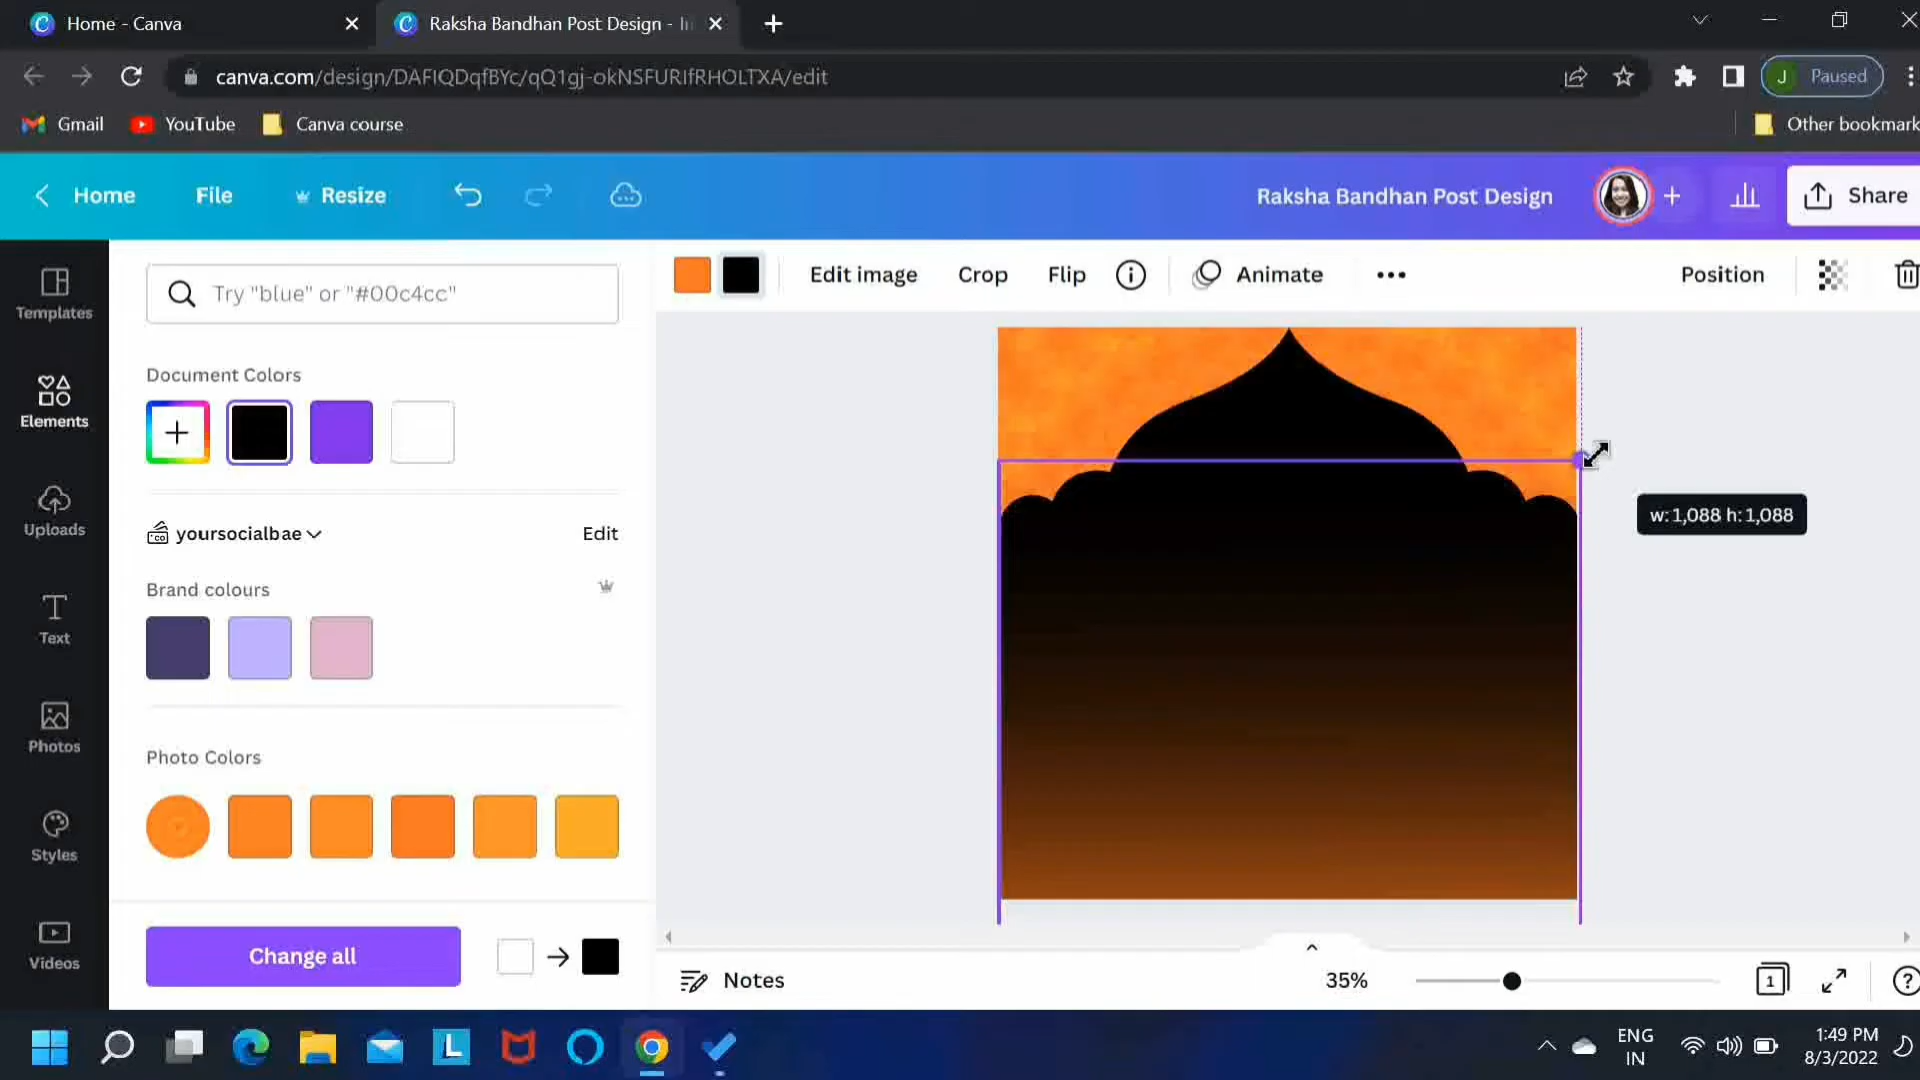 Home - Canva
Raksha Bandhan Post Design -
canva.com/design/DAFIQDqfBYc/qQ1gj-okNSFURIfRHOLTXA/edit
J Paused
Gmail YouTube Canva course
Other bookmark
Home File Resize
Raksha Bandhan Post Design
Share
Try "blue" or "#00c4cc"
Edit image Crop Flip Animate
Position
Templates
Elements
Uploads
Text
Photos
Styles
Videos
Document Colors
CO. yoursocialbae Edit
Brand colours
Photo Colors
Change all
w: 1,088 h: 1,088
Notes
35%
1
?
ENG
IN
1:49 PM
8/3/2022